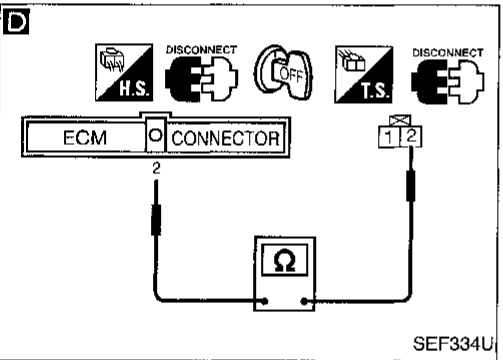 D
DISCONNECT
DISCONNECT
H.S.
OFF
T.S.
ECM O CONNECTOR
1 2
2
Ω
SEF334U